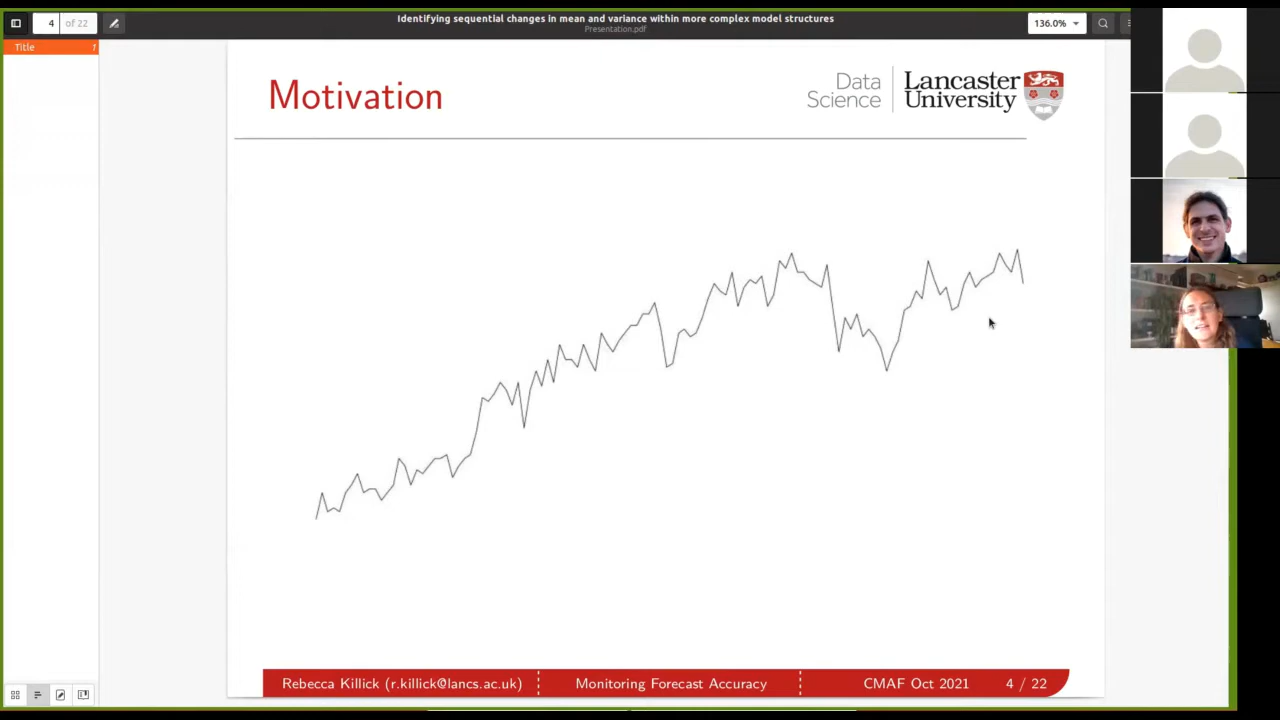 4 of 22
Identifying sequential changes in mean and variance within more complex model structures
Presentation.pdf
136.0%
Title 1
Motivation
Data
Science
Lancaster
University
Rebecca Killick (r.killick@lancs.ac.uk) Monitoring Forecast Accuracy CMAF Oct 2021 4 / 22